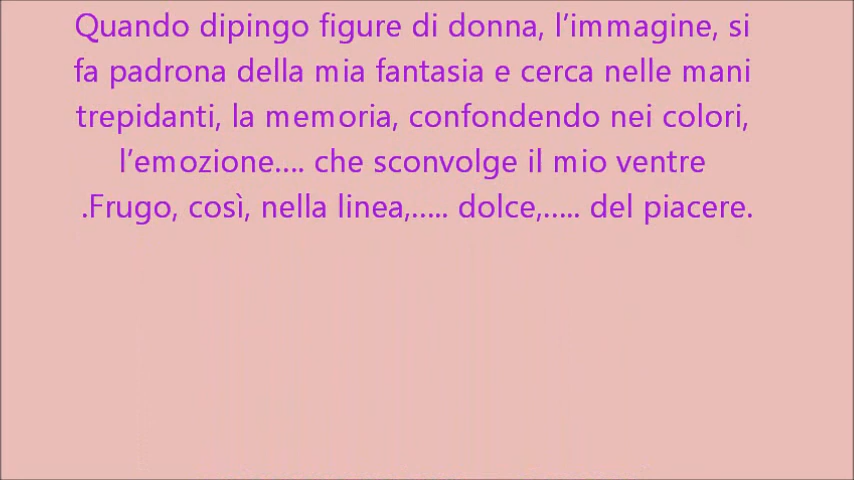 Quando dipingo figure di donna, l’immagine, si
fa padrona della mia fantasia e cerca nelle mani
trepidanti, la memoria, confondendo nei colori,
l’emozione…. che sconvolge il mio ventre
.Frugo, così, nella linea,….. dolce,….. del piacere.